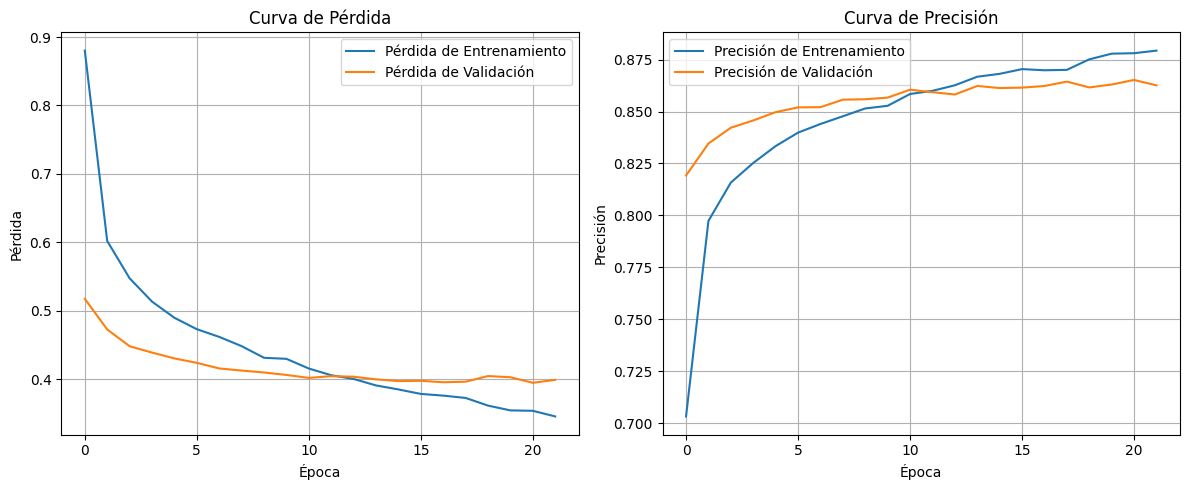 Curva de Pérdida
Pérdida de Entrenamiento
Pérdida de Validación
0.9
0.8
0.7
0.6
0.5
0.4
Pérdida
0
5
10
15
20
Época
Curva de Precisión
Precisión de Entrenamiento
Precisión de Validación
0.875
0.850
0.825
0.800
0.775
0.750
0.725
0.700
Precisión
0
5
10
15
20
Época